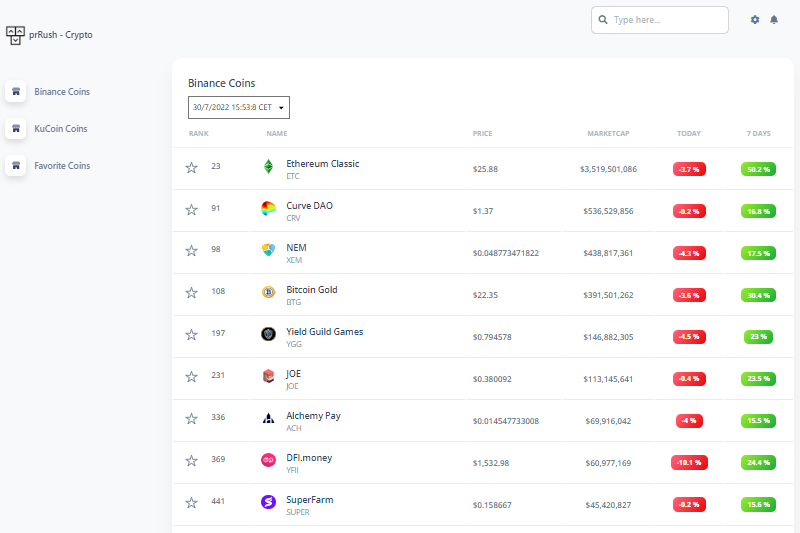 prRush - Crypto
Type here...
Binance Coins
KuCoin Coins
Favorite Coins
Binance Coins
30/7/2022 15:53:8 CET
RANK NAME PRICE MARKETCAP TODAY 7 DAYS
23 Ethereum Classic $25.88 $3,519,501,086 -3.7 % 50.2 %
ETC
91 Curve DAO $1.37 $536,529,856 -0.2 % 16.8 %
CRV
98 NEM $0.048773471822 $438,817,361 -4.3 % 17.5 %
XEM
108 Bitcoin Gold $22.35 $391,501,262 -3.6 % 30.4 %
BTG
197 Yield Guild Games $0.794578 $146,882,305 -4.5 % 23 %
YGG
231 JOE $0.380092 $113,145,641 -0.4 % 23.5 %
JOE
336 Alchemy Pay $0.014547733008 $69,916,042 -4 % 15.5 %
ACH
369 DFI.money $1,532.98 $60,977,169 -10.1 % 24.4 %
YFII
441 SuperFarm $0.158667 $45,420,827 -0.2 % 15.6 %
SUPER